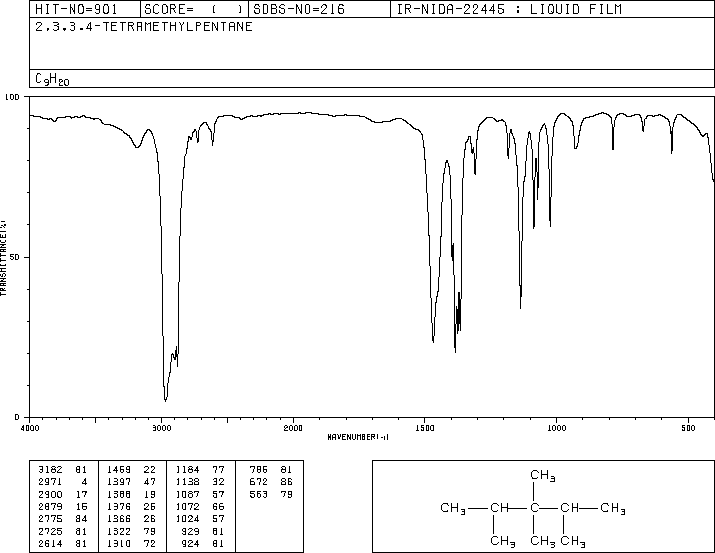 HIT-NO=901 SCORE= ( ) SDBS-NO=216 IR-NIDA-22445 : LIQUID FILM
2,3,3,4-TETRAMETHYLPENTANE
C9H20
100
50
0
TRANSMITTANCE(%)
4000 3000 2000 1500 1000 500
WAVENUMBER(-1)
3182 81 1469 22 1184 77 786 81
2971 4 1397 47 1138 32 672 86
2900 17 1388 19 1087 57 563 79
2879 15 1376 26 1072 66
2775 84 1366 26 1024 57
2725 81 1322 79 929 81
2614 81 1310 72 924 81
CH3
CH3 CH C CH CH3
CH3 CH3 CH3